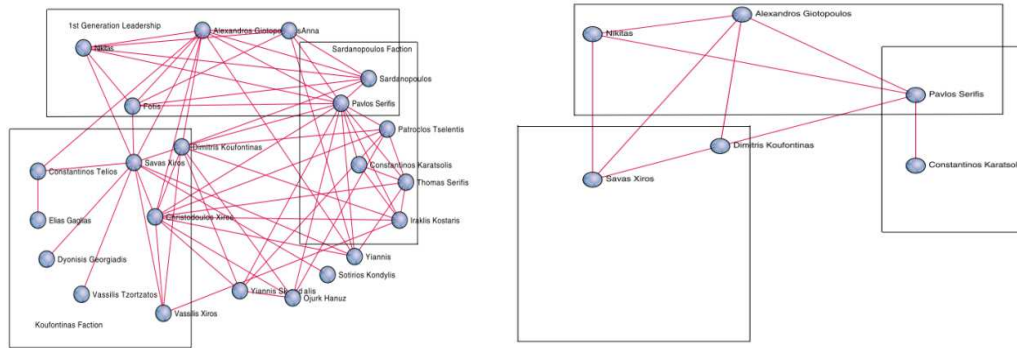 1st Generation Leadership
Alexandros Giotopoulos
Anna
Nikitas
Sardanopoulos Faction
Sardanopoulos
Fotis
Pavlos Serifis
Patroclos Tselentis
Dimitris Koufontinas
Savas Xiros
Constantinos Karatsolis
Constantinos Telios
Thomas Serifis
Elias Gaglias
Christodoulos Xiros
Iraklis Kostaris
Dyonisis Georgiadis
Yiannis
Sotirios Kondylis
Vassilis Tzortzatos
Yiannis
Ojurk Hanuz
Vassilis Xiros
Koufontinas Faction
Alexandros Giotopoulos
Nikitas
Pavlos Serifis
Dimitris Koufontinas
Constantinos Karatsol
Savas Xiros